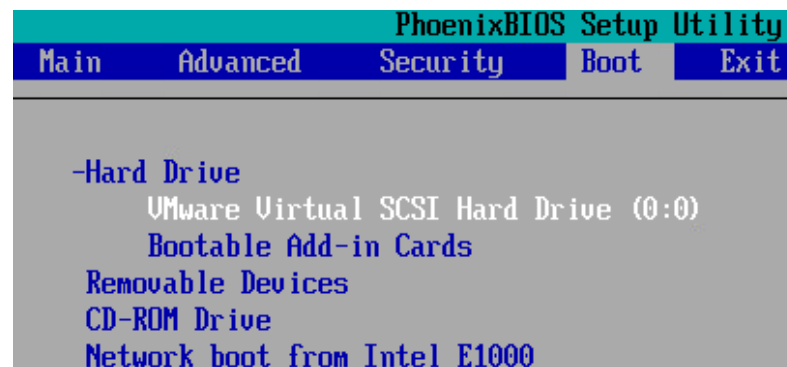 PhoenixBIOS Setup Utility
Main Advanced Security Boot Exit
-Hard Drive
VMware Virtual SCSI Hard Drive (0:0)
Bootable Add-in Cards
Removable Devices
CD-ROM Drive
Network boot from Intel E1000